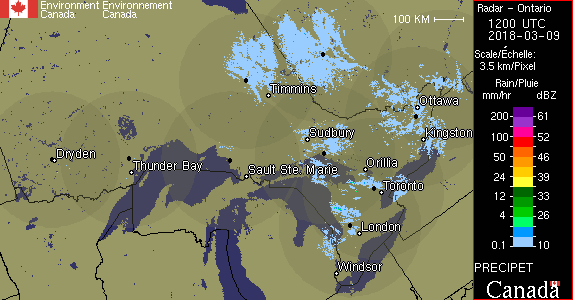 Environment Environnement
Canada Canada
100 KM
Timmins
Ottawa
Sudbury
Kingston
Dryden
Thunder Bay
Sault Ste. Marie
Orillia
Toronto
London
Windsor
Radar - Ontario
1200 UTC
2018-03-09
Scale/Échelle:
3.5 km/Pixel
Rain/Pluie
mm/hr dBZ
200 61
100 52
50 46
24 39
12 33
4 26
0.1 10
PRECIPET
Canada